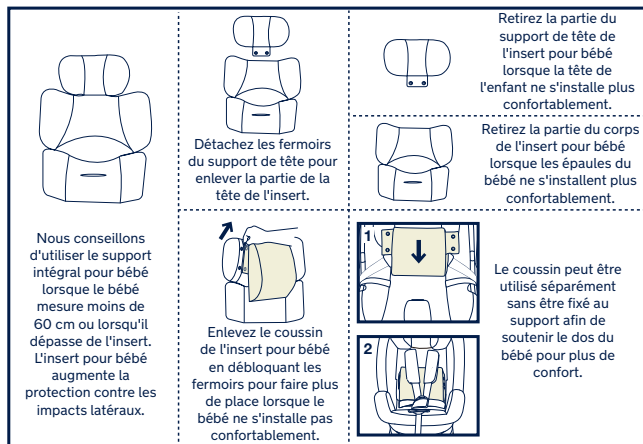 Nous conseillons
d'utiliser le support
intégral pour bébé
lorsque le bébé
mesure moins de
60 cm ou lorsqu'il
dépasse de l'insert.
L'insert pour bébé
augmente la
protection contre les
impacts latéraux.
Détachez les fermoirs
du support de tête pour
enlever la partie de la
tête de l'insert.
Enlevez le coussin
de l'insert pour bébé
en débloquant les
fermoirs pour faire plus
de place lorsque le
bébé ne s'installe pas
confortablement.
Retirez la partie du
support de tête de
l'insert pour bébé
lorsque la tête de
l'enfant ne s'installe plus
confortablement.
Retirez la partie du corps
de l'insert pour bébé
lorsque les épaules du
bébé ne s'installent plus
confortablement.
1
2
Le coussin peut être
utilisé séparément
sans être fixé au
support afin de
soutenir le dos du
bébé pour plus de
confort.